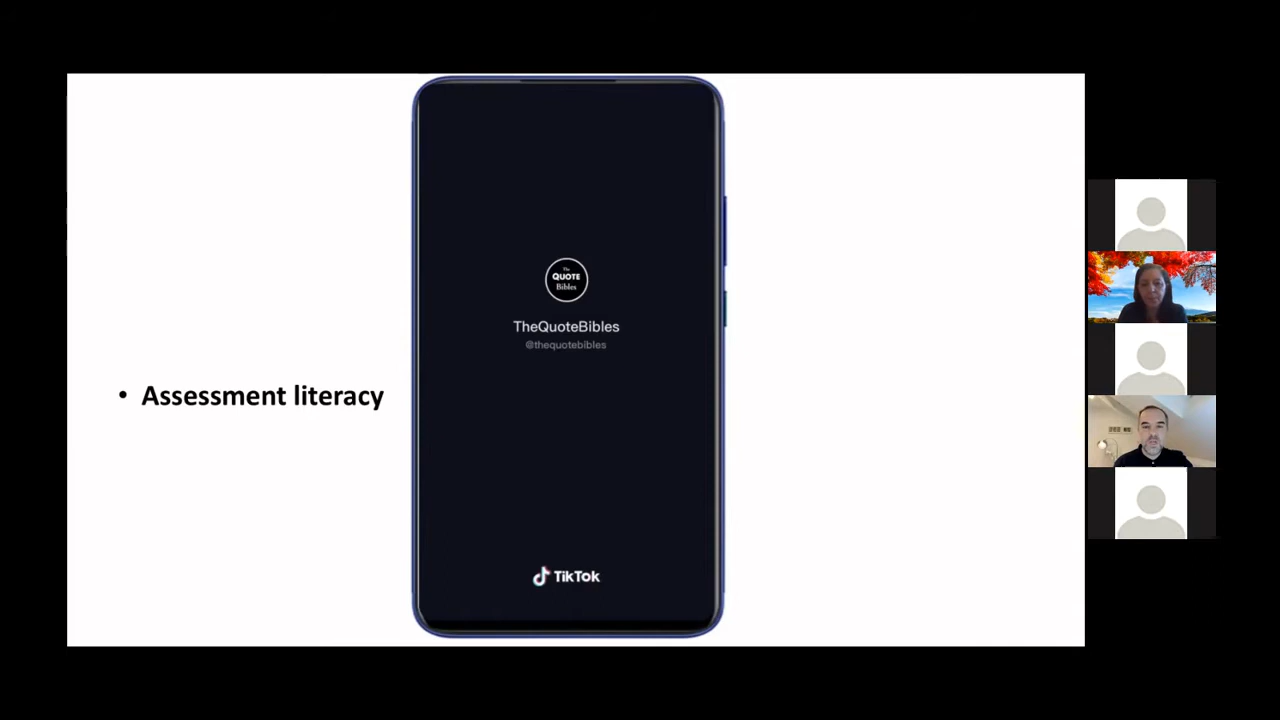 The
QUOTE
Bibles
TheQuoteBibles
@thequotebibles
• Assessment literacy
TikTok